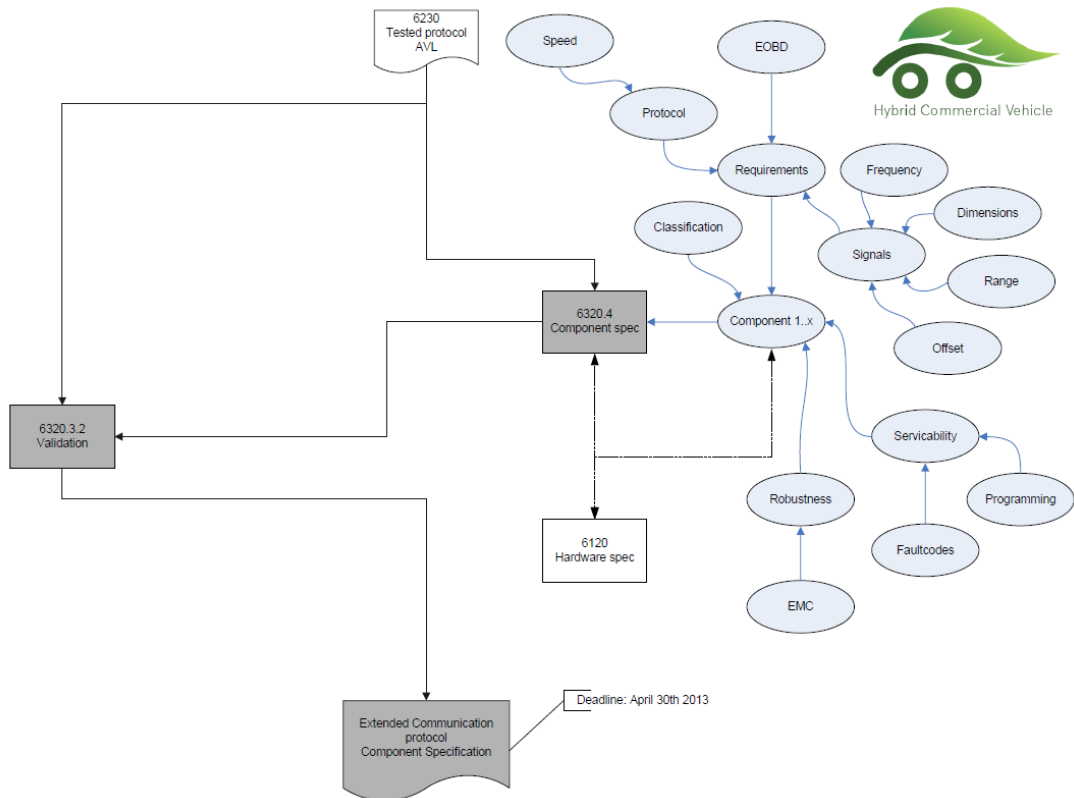 6230
Tested protocol
AVL
Speed
EOBD
Hybrid Commercial Vehicle
Protocol
Requirements
Frequency
Dimensions
Classification
Signals
Range
6320.4
Component spec
Component 1..x
Offset
6320.3.2
Validation
Servicability
Robustness
Programming
6120
Hardware spec
Faultcodes
EMC
Deadline: April 30th 2013
Extended Communication
protocol
Component Specification